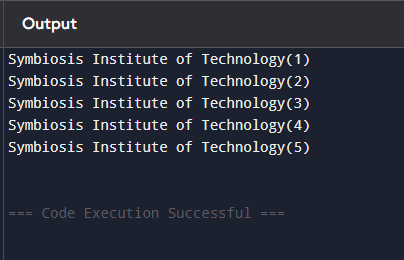 Output
Symbiosis Institute of Technology(1)
Symbiosis Institute of Technology(2)
Symbiosis Institute of Technology(3)
Symbiosis Institute of Technology(4)
Symbiosis Institute of Technology(5)
=== Code Execution Successful ===